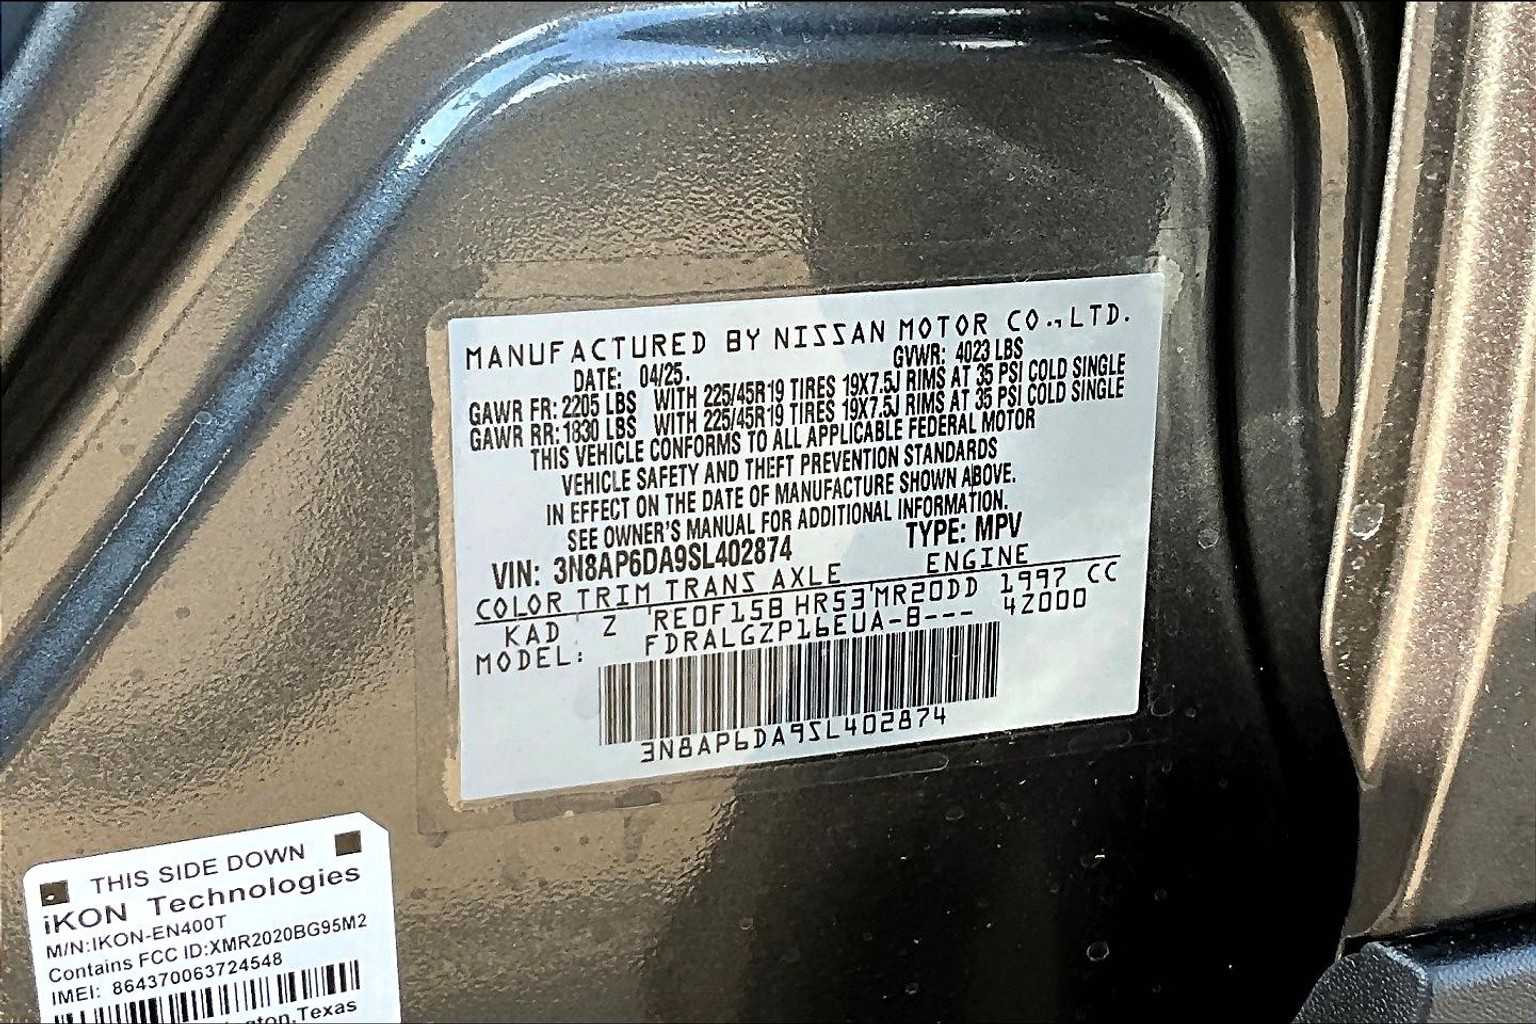 MANUFACTURED BY NISSAN MOTOR CO.,LTD.
DATE: 04/25. GVWR: 4023 LBS
GAWR FR: 2205 LBS WITH 225/45R19 TIRES 19X7.5J RIMS AT 35 PSI COLD SINGLE
GAWR RR: 1830 LBS WITH 225/45R19 TIRES 19X7.5J RIMS AT 35 PSI COLD SINGLE
THIS VEHICLE CONFORMS TO ALL APPLICABLE FEDERAL MOTOR
VEHICLE SAFETY AND THEFT PREVENTION STANDARDS
IN EFFECT ON THE DATE OF MANUFACTURE SHOWN ABOVE.
SEE OWNER'S MANUAL FOR ADDITIONAL INFORMATION.
VIN: 3N8AP6DA9SL402874 TYPE: MPV
COLOR TRIM TRANS AXLE ENGINE
KAD Z RE0F15B HR53 MR20DD 1997 CC
MODEL: FDRALGZP16EUA-B--- 4Z000
3N8AP6DA9SL402874
THIS SIDE DOWN
iKON Technologies
M/N:IKON-EN400T
Contains FCC ID:XMR2020BG95M2
IMEI: 864370063724548
Texas